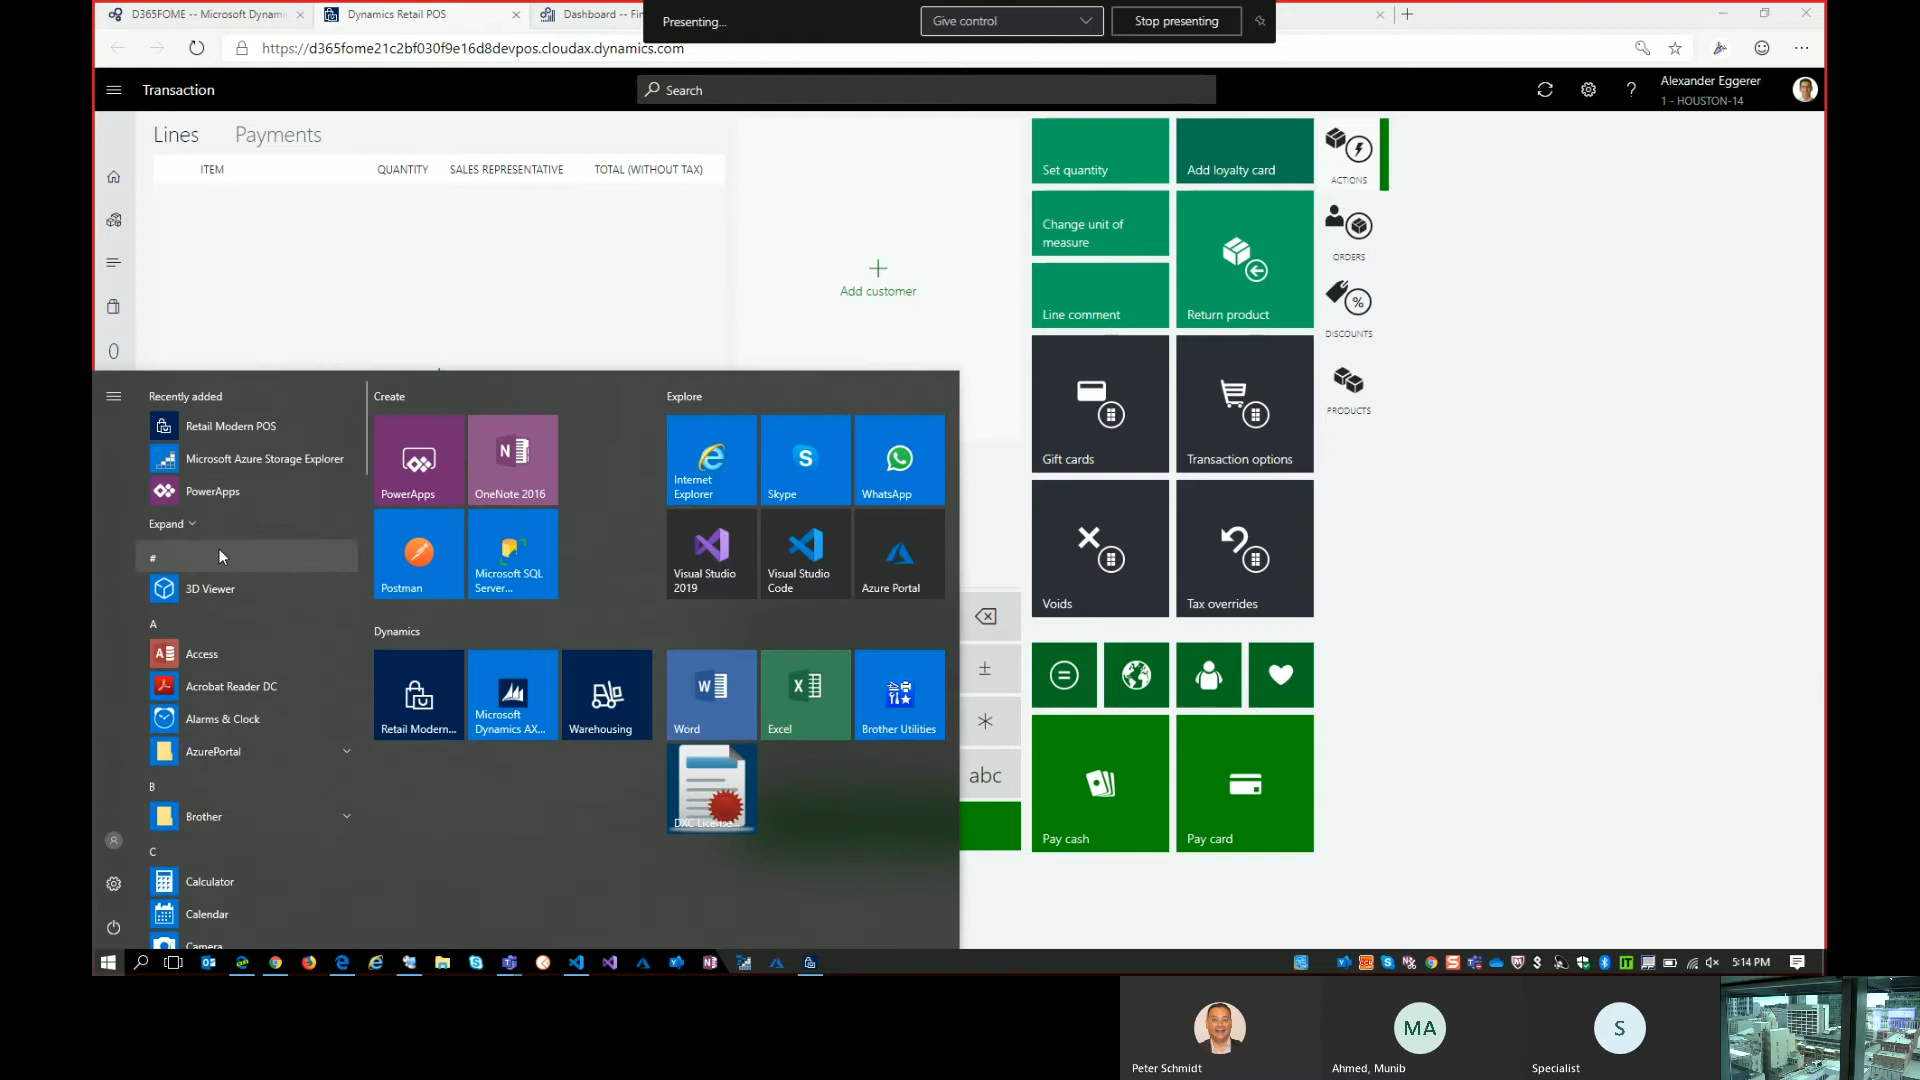 D365FOME -- Microsoft Dynami
Dynamics Retail POS
Dashboard -- Fin
Presenting...
Give control
Stop presenting
https://d365fome21c2bf030f9e16d8devpos.cloudax.dynamics.com
Transaction
Search
Alexander Eggerer
1 - HOUSTON-14
Lines
Payments
ITEM
QUANTITY
SALES REPRESENTATIVE
TOTAL (WITHOUT TAX)
0
Add customer
Set quantity
Add loyalty card
Change unit of
measure
Line comment
Return product
Gift cards
Transaction options
Voids
Tax overrides
Pay cash
Pay card
ACTIONS
ORDERS
DISCOUNTS
PRODUCTS
±
*
abc
Recently added
Retail Modern POS
Microsoft Azure Storage Explorer
PowerApps
Expand
#
3D Viewer
A
Access
Acrobat Reader DC
Alarms & Clock
AzurePortal
B
Brother
C
Calculator
Calendar
Camera
Create
PowerApps
OneNote 2016
Postman
Microsoft SQL
Server...
Dynamics
Retail Modern...
Microsoft
Dynamics AX...
Warehousing
Explore
Internet
Explorer
Skype
WhatsApp
Visual Studio
2019
Visual Studio
Code
Azure Portal
Word
Excel
Brother Utilities
DXC License...
5:14 PM
Peter Schmidt
MA
Ahmed, Munib
S
Specialist